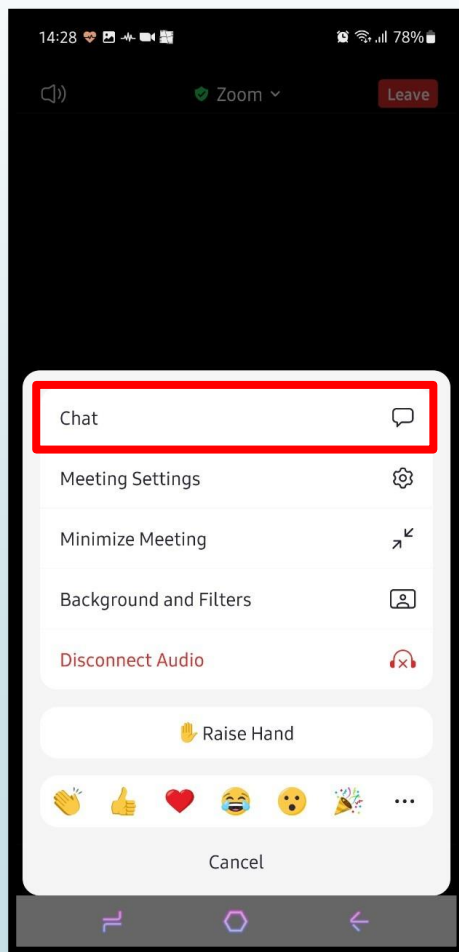 14:28 78%
Zoom
Leave
Chat
Meeting Settings
Minimize Meeting
Background and Filters
Disconnect Audio
Raise Hand
Cancel